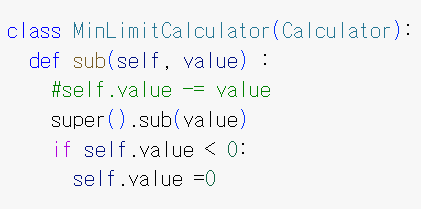 class MinLimitCalculator(Calculator):
  def sub(self, value) :
    #self.value -= value
    super().sub(value)
    if self.value < 0:
      self.value =0